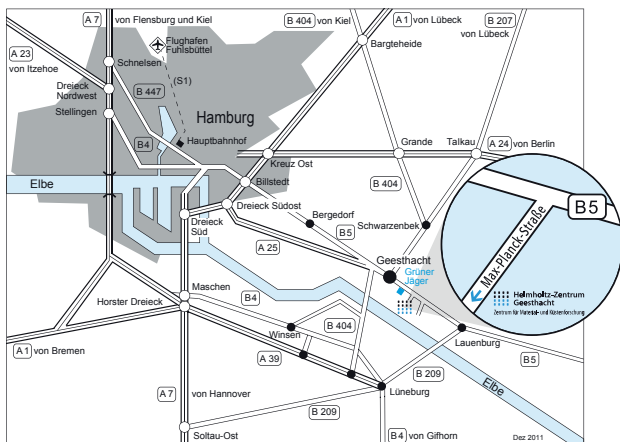 A 7
von Flensburg und Kiel
B 404
von Kiel
A 1
von Lübeck
B 207
von Lübeck
Flughafen
Fuhlsbüttel
Bargteheide
A 23
von Itzehoe
Schnelsen
(S1)
Dreieck
Nordwest
B 447
Stellingen
Hamburg
B4
Hauptbahnhof
Grande
Talkau
A 24
von Berlin
Kreuz Ost
Elbe
Billstedt
B 404
B5
Dreieck Südost
Bergedorf
Schwarzenbek
Max-Planck-Straße
Dreieck
Süd
B5
A 25
Geesthacht
Grüner
Jäger
Helmholtz-Zentrum
Geesthacht
Zentrum für Material- und Küstenforschung
Maschen
Horster Dreieck
B4
B 404
Winsen
Lauenburg
A 1
von Bremen
A 39
B5
B 209
Elbe
A 7
von Hannover
Lüneburg
B 209
Soltau-Ost
B4
von Gifhorn
Dez 2011